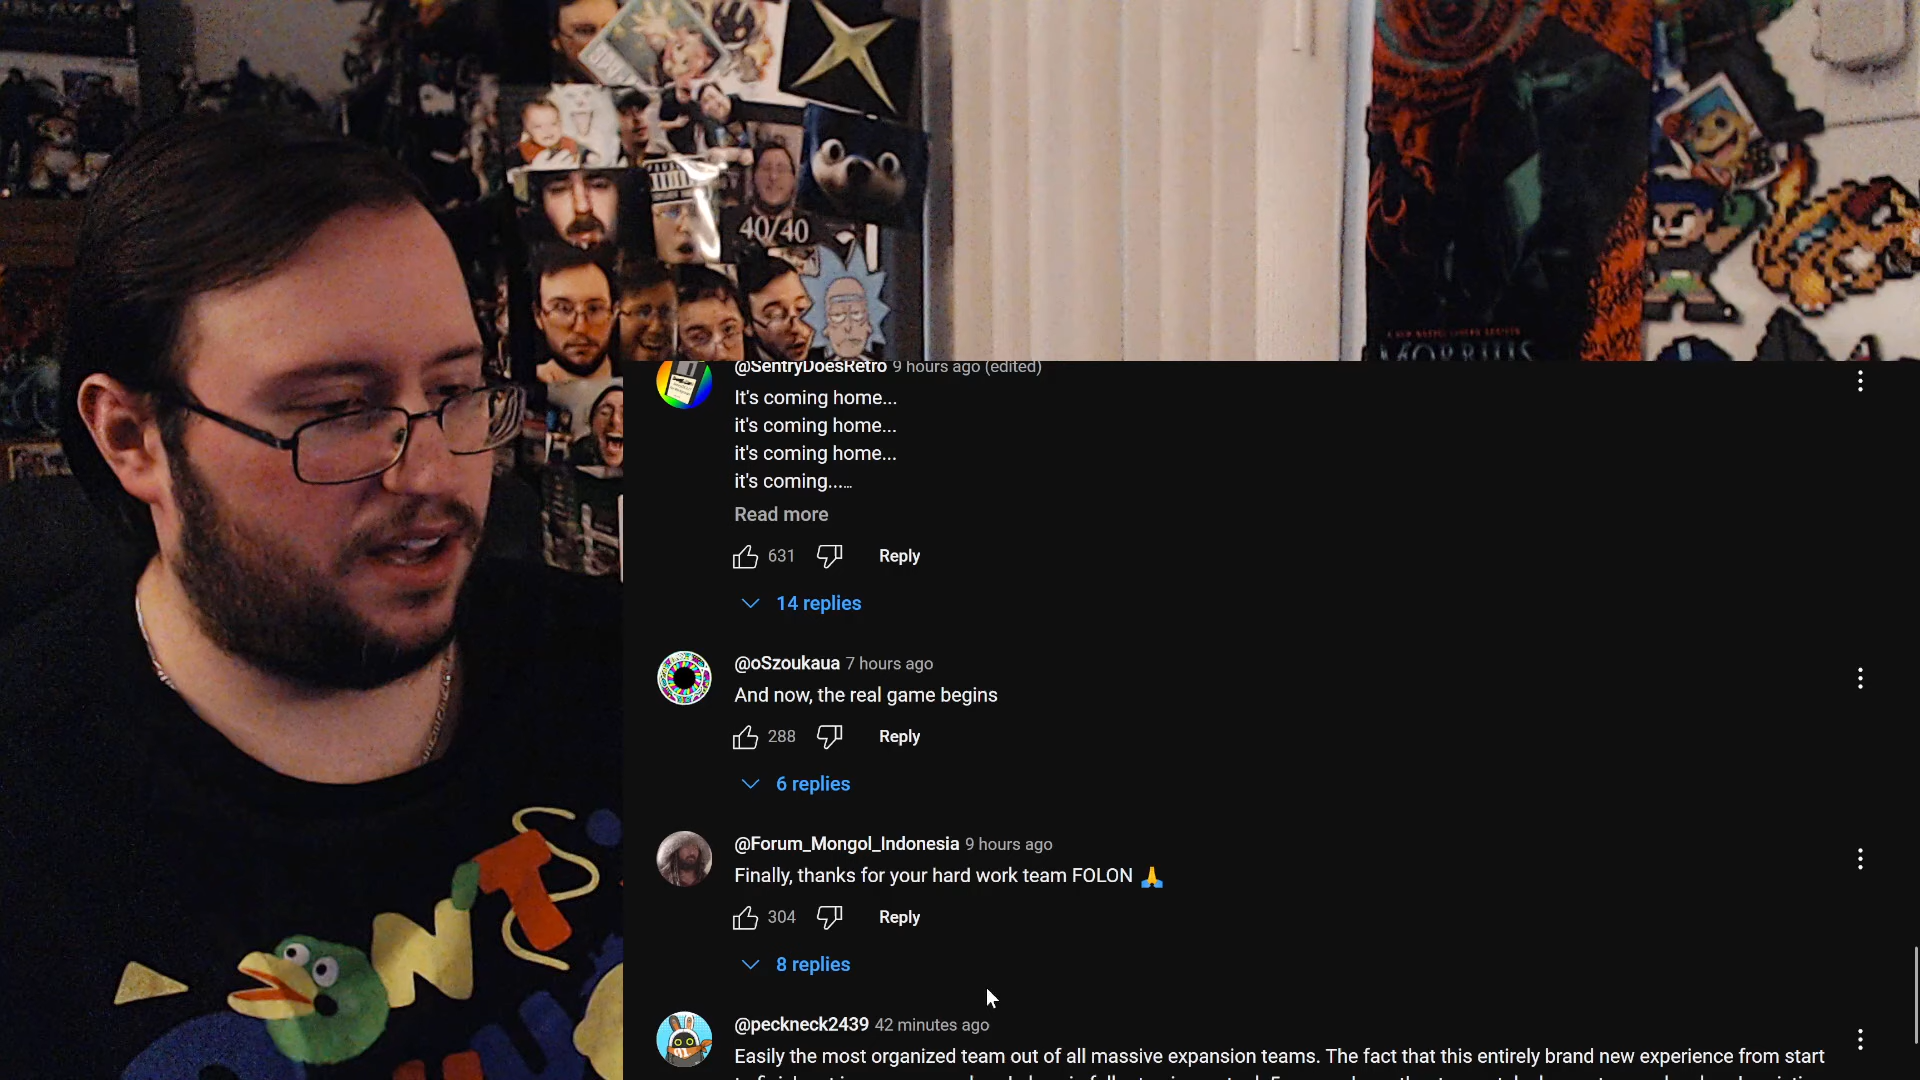 40/40
MORBIUS
@SentryDoesRetro 9 hours ago (edited)
It's coming home...
it's coming home...
it's coming home...
it's coming......
Read more
631 Reply
14 replies
@oSzoukaua 7 hours ago
And now, the real game begins
288 Reply
6 replies
@Forum_Mongol_Indonesia 9 hours ago
Finally, thanks for your hard work team FOLON 🙏
304 Reply
8 replies
@peckneck2439 42 minutes ago
Easily the most organized team out of all massive expansion teams. The fact that this entirely brand new experience from start